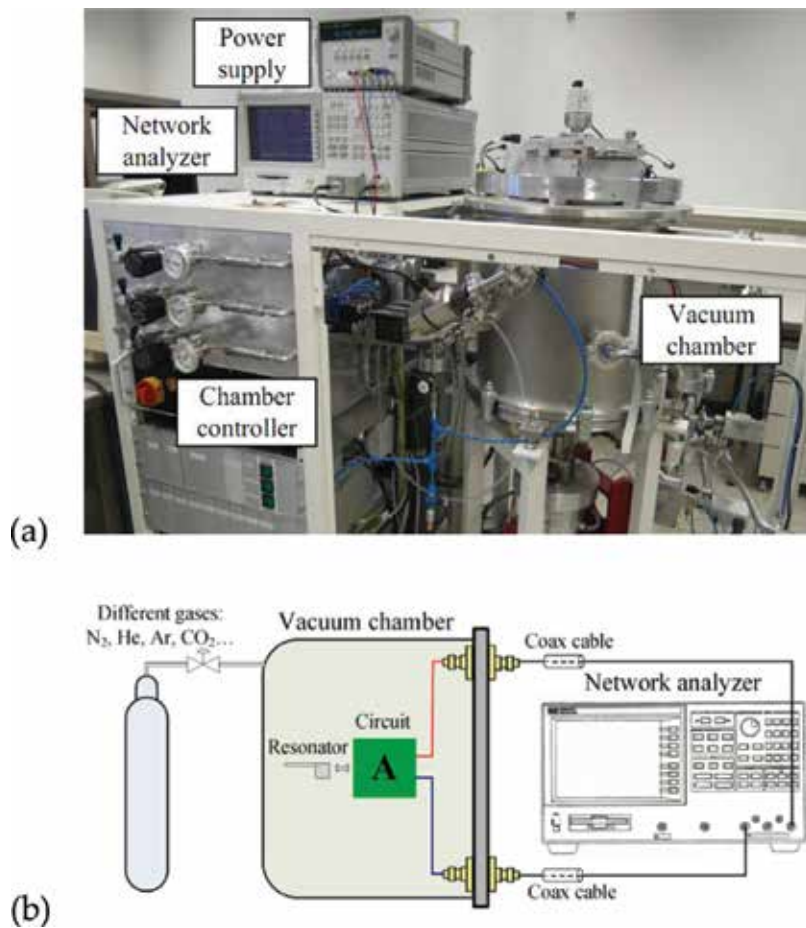 Power
supply
Network
analyzer
Vacuum
chamber
Chamber
controller
(a)
Different gases:
N₂, He, Ar, CO₂...
Vacuum chamber
Coax cable
Network analyzer
Circuit
Resonator
A
Coax cable
(b)